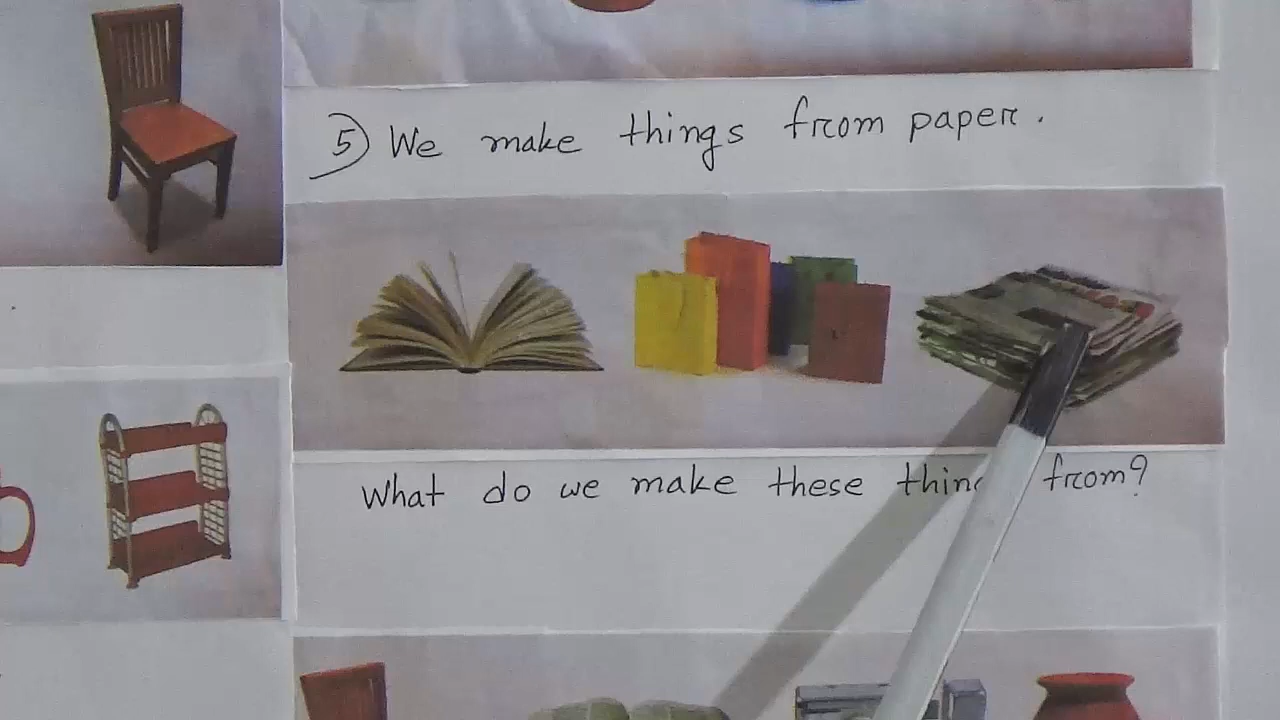 5) We make things from paper.
What do we make these thin from?